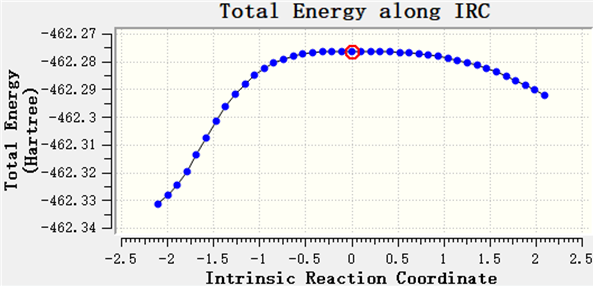 Total Energy along IRC
Total Energy
(Hartree)
-462.27
-462.28
-462.29
-462.3
-462.31
-462.32
-462.33
-462.34
-2.5 -2 -1.5 -1 -0.5 0 0.5 1 1.5 2 2.5
Intrinsic Reaction Coordinate